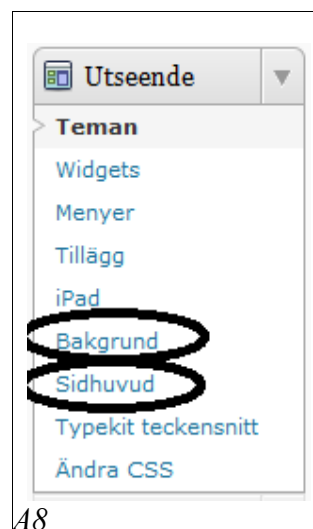 Utseende
Teman
Widgets
Menyer
Tillägg
iPad
Bakgrund
Sidhuvud
Typekit teckensnitt
Ändra CSS
A8